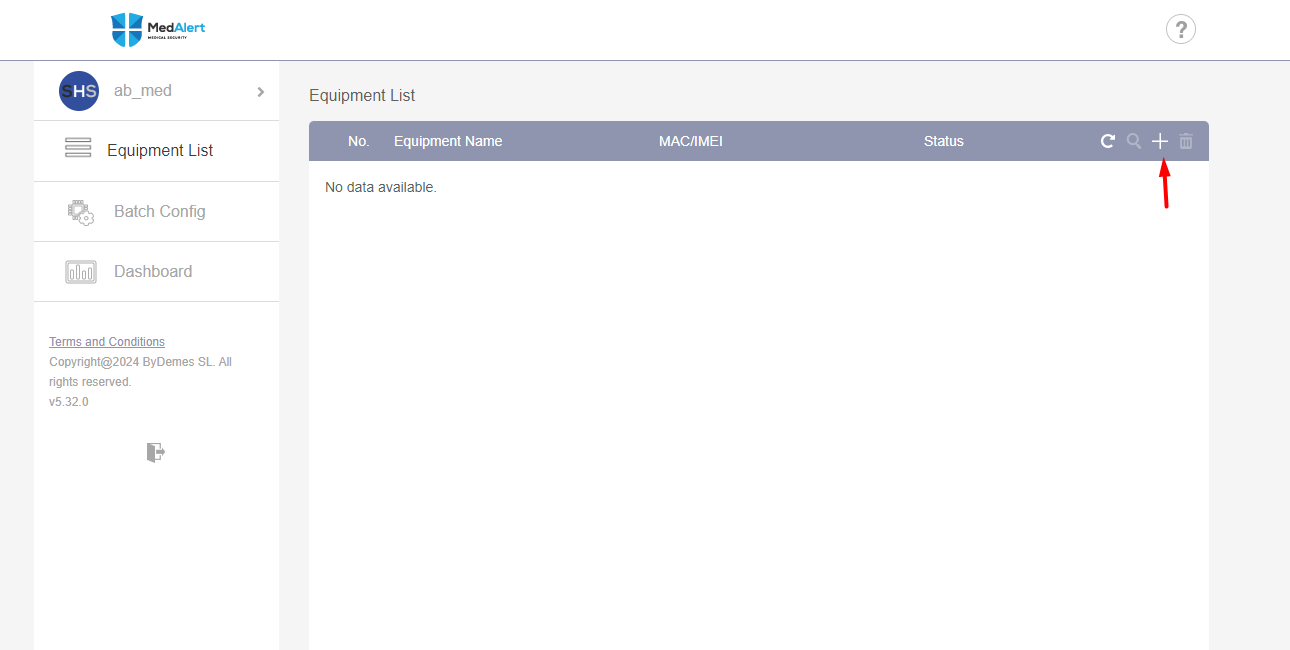 MedAlert
MEDICAL SECURITY
?
SHS
ab_med
Equipment List
Batch Config
Dashboard
Terms and Conditions
Copyright@2024 ByDemes SL. All
rights reserved.
v5.32.0
Equipment List
No. Equipment Name MAC/IMEI Status
No data available.